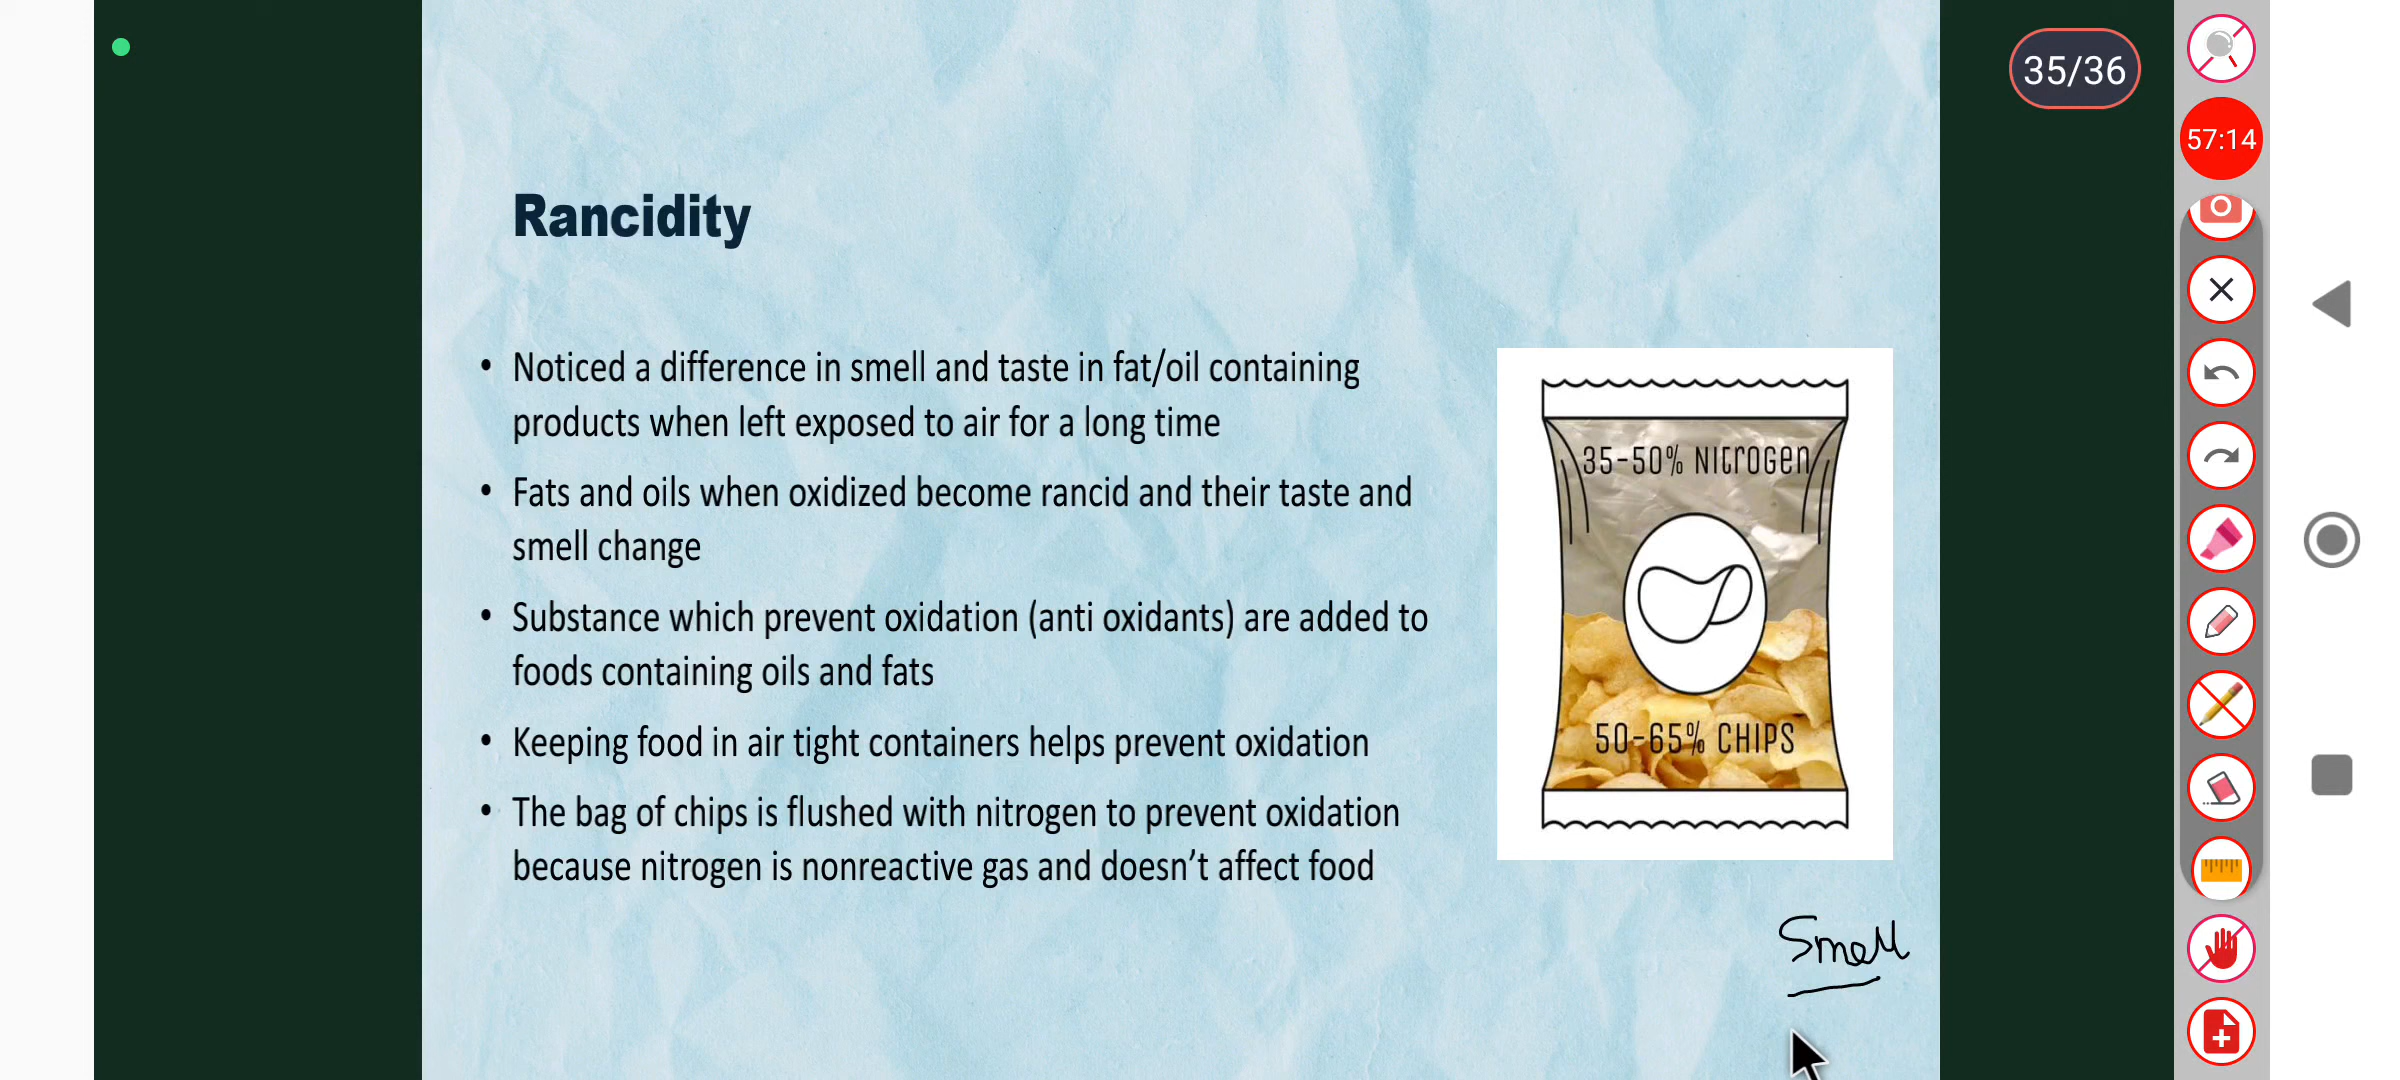 35/36
57:14
Rancidity
• Noticed a difference in smell and taste in fat/oil containing
products when left exposed to air for a long time
• Fats and oils when oxidized become rancid and their taste and
smell change
• Substance which prevent oxidation (anti oxidants) are added to
foods containing oils and fats
• Keeping food in air tight containers helps prevent oxidation
• The bag of chips is flushed with nitrogen to prevent oxidation
because nitrogen is nonreactive gas and doesn't affect food
35-50% NITROGEN
50-65% CHIPS
Smell